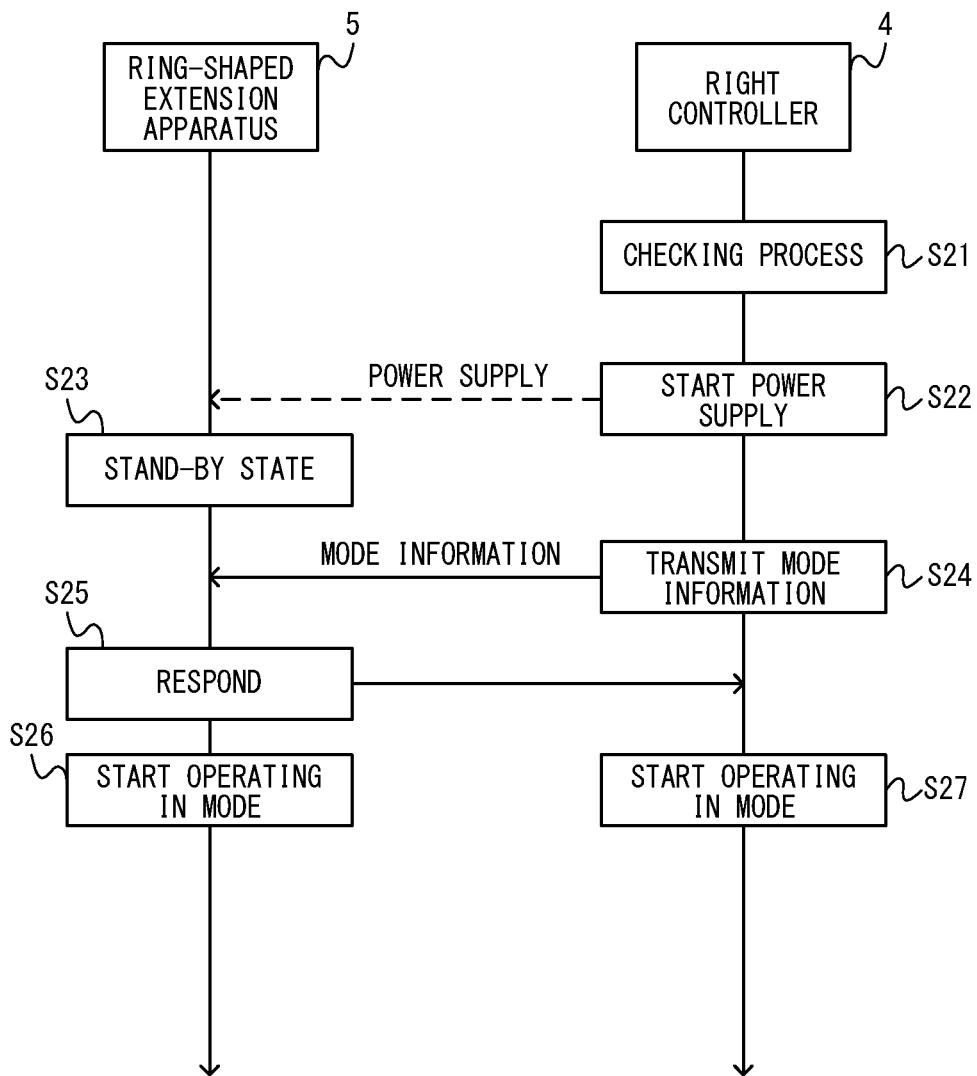 5
4
RING-SHAPED
EXTENSION
APPARATUS
RIGHT
CONTROLLER
CHECKING PROCESS
S21
S23
POWER SUPPLY
START POWER
SUPPLY
S22
STAND-BY STATE
MODE INFORMATION
TRANSMIT MODE
INFORMATION
S24
S25
RESPOND
S26
START OPERATING
IN MODE
START OPERATING
IN MODE
S27